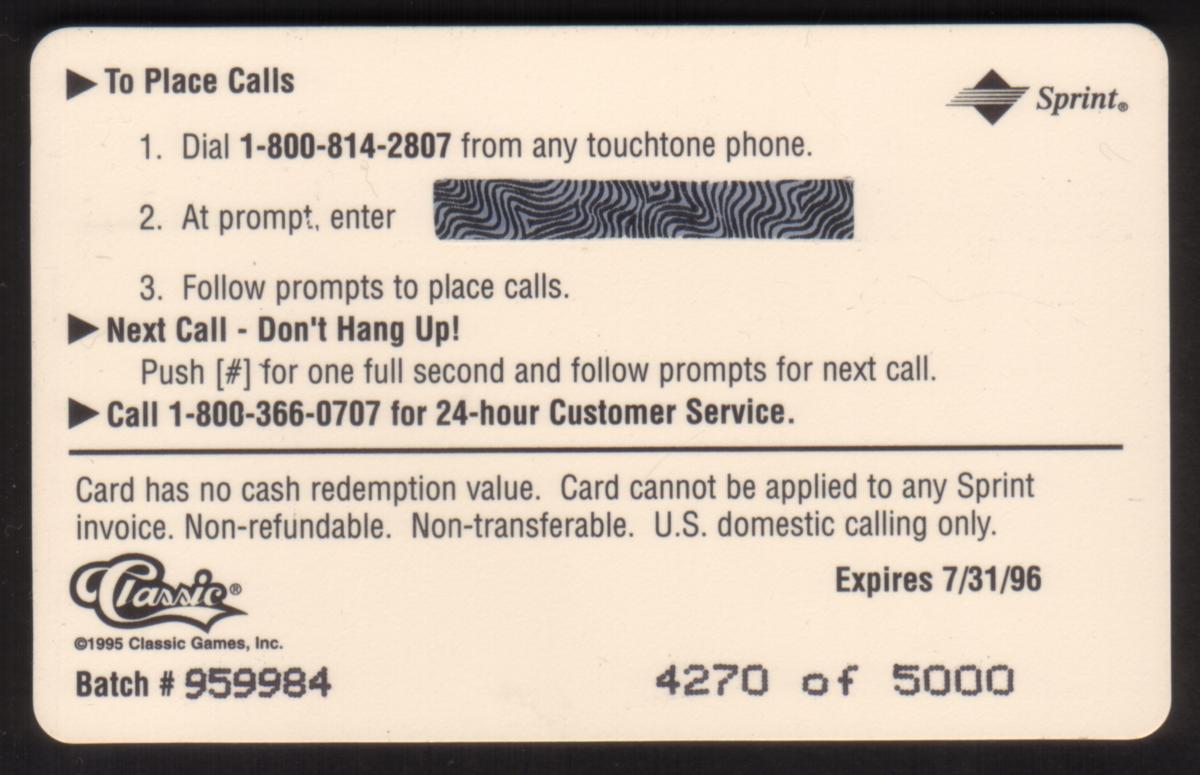 ▶ To Place Calls
Sprint®
1. Dial 1-800-814-2807 from any touchtone phone.
2. At prompt, enter
3. Follow prompts to place calls.
▶ Next Call - Don't Hang Up!
Push [#] for one full second and follow prompts for next call.
▶ Call 1-800-366-0707 for 24-hour Customer Service.
Card has no cash redemption value. Card cannot be applied to any Sprint
invoice. Non-refundable. Non-transferable. U.S. domestic calling only.
Classic®
Expires 7/31/96
©1995 Classic Games, Inc.
Batch # 959984
4270 of 5000